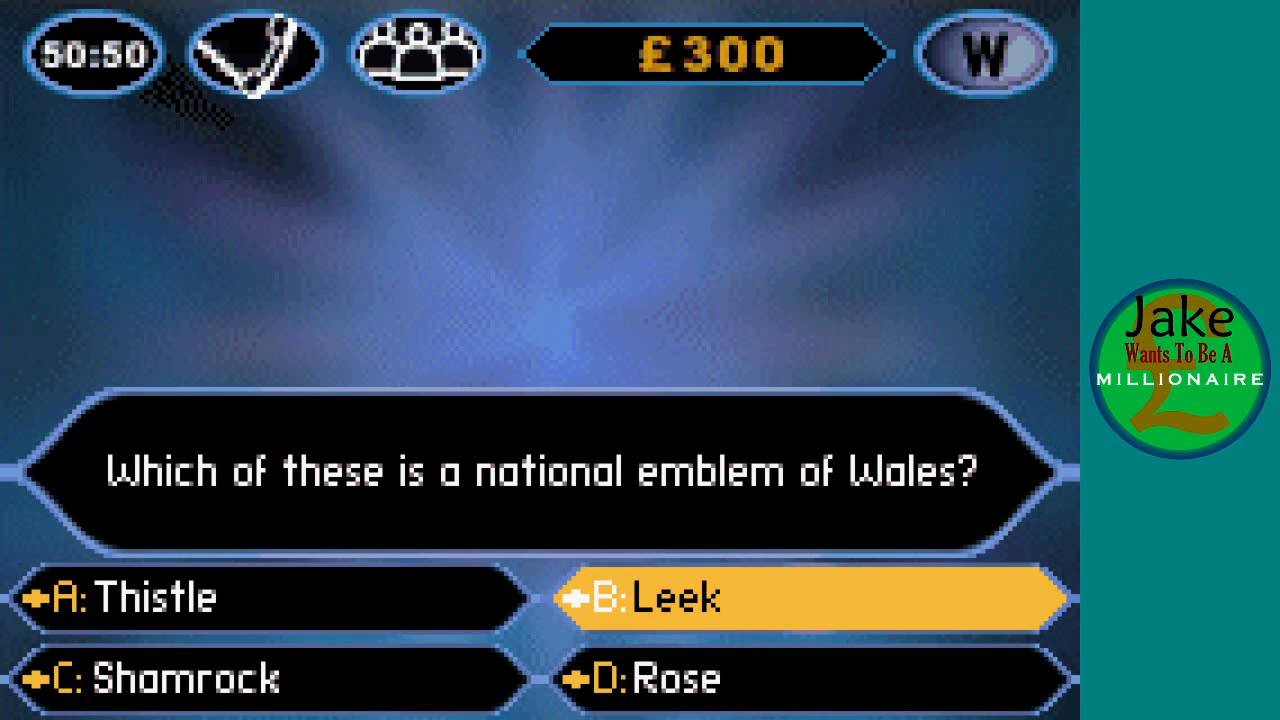 50:50
£300
W
Jake
Wants To Be A
MILLIONAIRE
£
Which of these is a national emblem of Wales?
A: Thistle
B: Leek
C: Shamrock
D: Rose